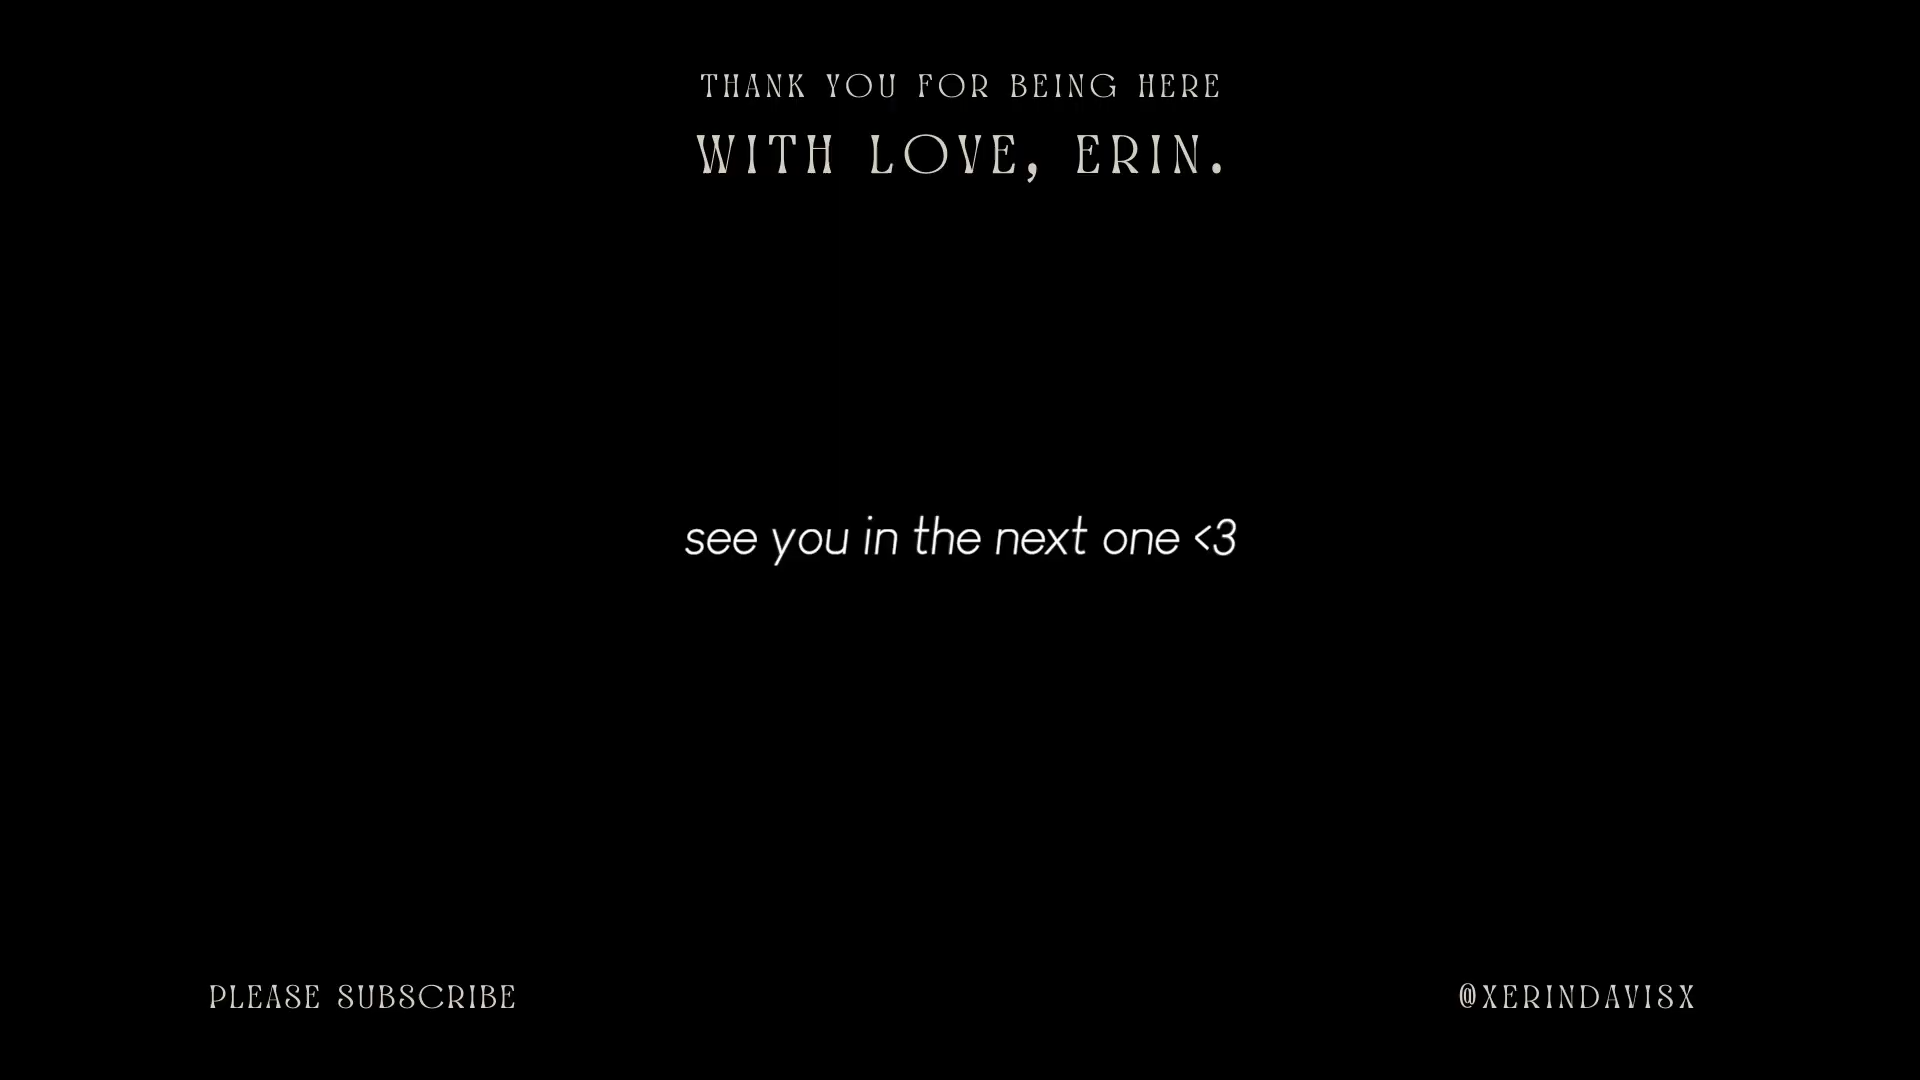 THANK YOU FOR BEING HERE
WITH LOVE, ERIN.
see you in the next one <3
PLEASE SUBSCRIBE
@XERINDAVISX